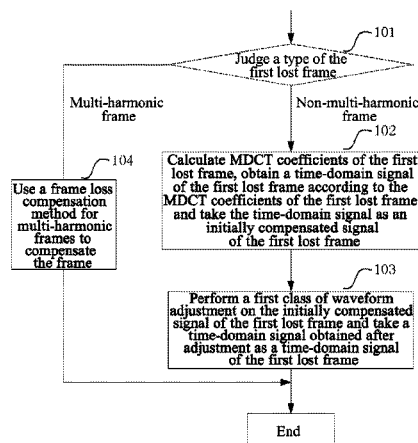 101
Judge a type of the
first lost frame
Multi-harmonic
frame
Non-multi-harmonic
frame
102
Calculate MDCT coefficients of the first
lost frame, obtain a time-domain signal
of the first lost frame according to the
MDCT coefficients of the first lost frame
and take the time-domain signal as an
initially compensated signal
of the first lost frame
104
Use a frame loss
compensation
method for
multi-harmonic
frames to
compensate
the frame
103
Perform a first class of waveform
adjustment on the initially compensated
signal of the first lost frame and take a
time-domain signal obtained after
adjustment as a time-domain signal
of the first lost frame
End